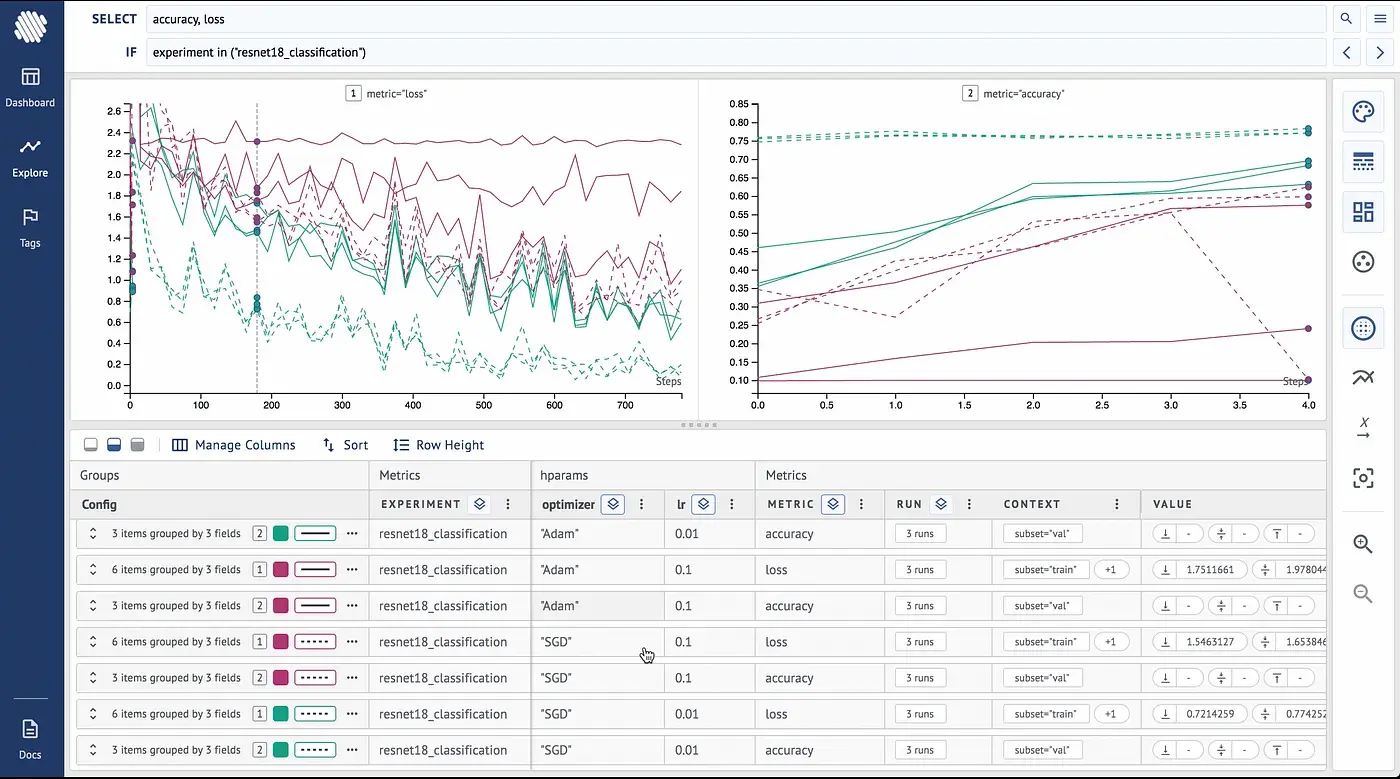 SELECT accuracy, loss
IF experiment in ("resnet18_classification")
Dashboard
Explore
Tags
Docs
1 metric="loss"
2.6
2.4
2.2
2.0
1.8
1.6
1.4
1.2
1.0
0.8
0.6
0.4
0.2
0.0
Steps
0 100 200 300 400 500 600 700
2 metric="accuracy"
0.85
0.80
0.75
0.70
0.65
0.60
0.55
0.50
0.45
0.40
0.35
0.30
0.25
0.20
0.15
0.10
Steps
0.0 0.5 1.0 1.5 2.0 2.5 3.0 3.5 4.0
Manage Columns Sort Row Height
Groups Metrics hparams Metrics
Config EXPERIMENT optimizer lr METRIC RUN CONTEXT VALUE
3 items grouped by 3 fields 2 ••• resnet18_classification "Adam" 0.01 accuracy 3 runs subset="val" - - -
6 items grouped by 3 fields 1 ••• resnet18_classification "Adam" 0.1 loss 3 runs subset="train" +1 1.7511661 1.978044
3 items grouped by 3 fields 2 ••• resnet18_classification "Adam" 0.1 accuracy 3 runs subset="val" - - -
6 items grouped by 3 fields 1 ••• resnet18_classification "SGD" 0.1 loss 3 runs subset="train" +1 1.5463127 1.653846
3 items grouped by 3 fields 2 ••• resnet18_classification "SGD" 0.1 accuracy 3 runs subset="val" - - -
6 items grouped by 3 fields 1 ••• resnet18_classification "SGD" 0.01 loss 3 runs subset="train" +1 0.7214259 0.774252
3 items grouped by 3 fields 2 ••• resnet18_classification "SGD" 0.01 accuracy 3 runs subset="val" - - -
X